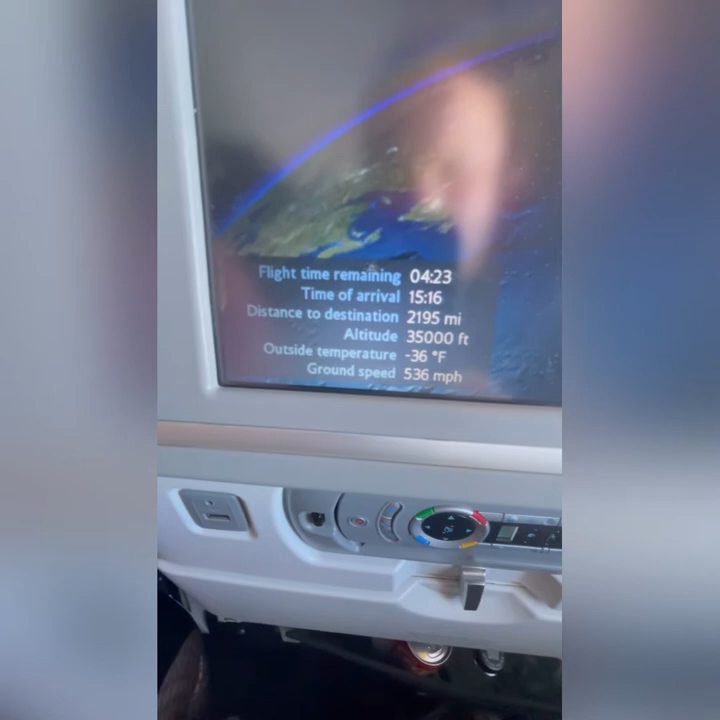 Flight time remaining 04:23
Time of arrival 15:16
Distance to destination 2195 mi
Altitude 35000 ft
Outside temperature -36 °F
Ground speed 536 mph